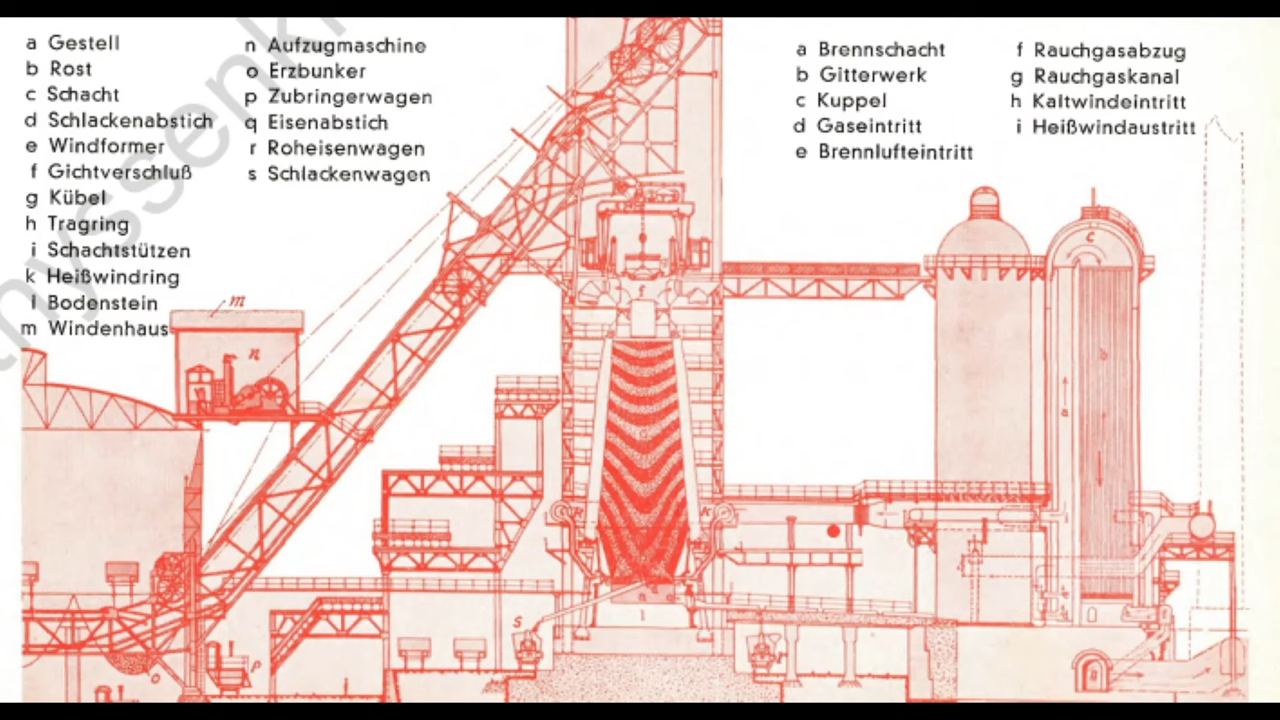 a Gestell
b Rost
c Schacht
d Schlackenabstich
e Windformer
f Gichtverschluß
g Kübel
h Tragring
i Schachtstützen
k Heißwindring
l Bodenstein
m Windenhaus
n Aufzugmaschine
o Erzbunker
p Zubringerwagen
q Eisenabstich
r Roheisenwagen
s Schlackenwagen
a Brennschacht
b Gitterwerk
c Kuppel
d Gaseintritt
e Brennlufteintritt
f Rauchgasabzug
g Rauchgaskanal
h Kaltwindeintritt
i Heißwindaustritt
m
n
f
c
b
a
k
k
l
s
r
p
o